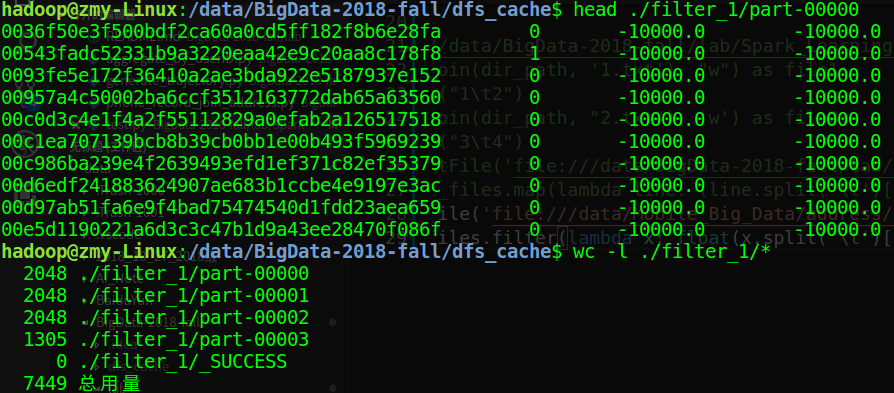 hadoop@zmy-Linux:/data/BigData-2018-fall/dfs_cache$ head ./filter_1/part-00000
0 -10000.0 -10000.0
00543fadc52331b9a3220eaa42e9c20aa8c178f8 1 -10000.0 -10000.0
0093fe5e1723f6410a2ae3bda922e5187937e152 0 -10000.0 -10000.0
00957a4c50002ba6ccf3512163772dab65a63560 0 -10000.0 -10000.0
00c0d3c4e1f4a2f55112829a0efab2a126517518 0 -10000.0 -10000.0
00c1ea707139bcb8b39cb0bb1e00b493f5969239 0 -10000.0 -10000.0
00c986ba239e4f2639493efd1ef371c82ef35379 0 -10000.0 -10000.0
00d6edf24135f924907ae683b1ccbe4e9197e3ac 0 -10000.0 -10000.0
00d97ab51fa6e9f4bad75474540d1fdd23aea659 0 -10000.0 -10000.0
00e5d1190221a6d3c3c47b1d9a43ee28470f986f 0 -10000.0 -10000.0
hadoop@zmy-Linux:/data/BigData-2018-fall/dfs_cache$ wc -l ./filter_1/*
2048 ./filter_1/part-00000
2048 ./filter_1/part-00001
2048 ./filter_1/part-00002
1305 ./filter_1/part-00003
0 ./filter_1/_SUCCESS
7449 总用量